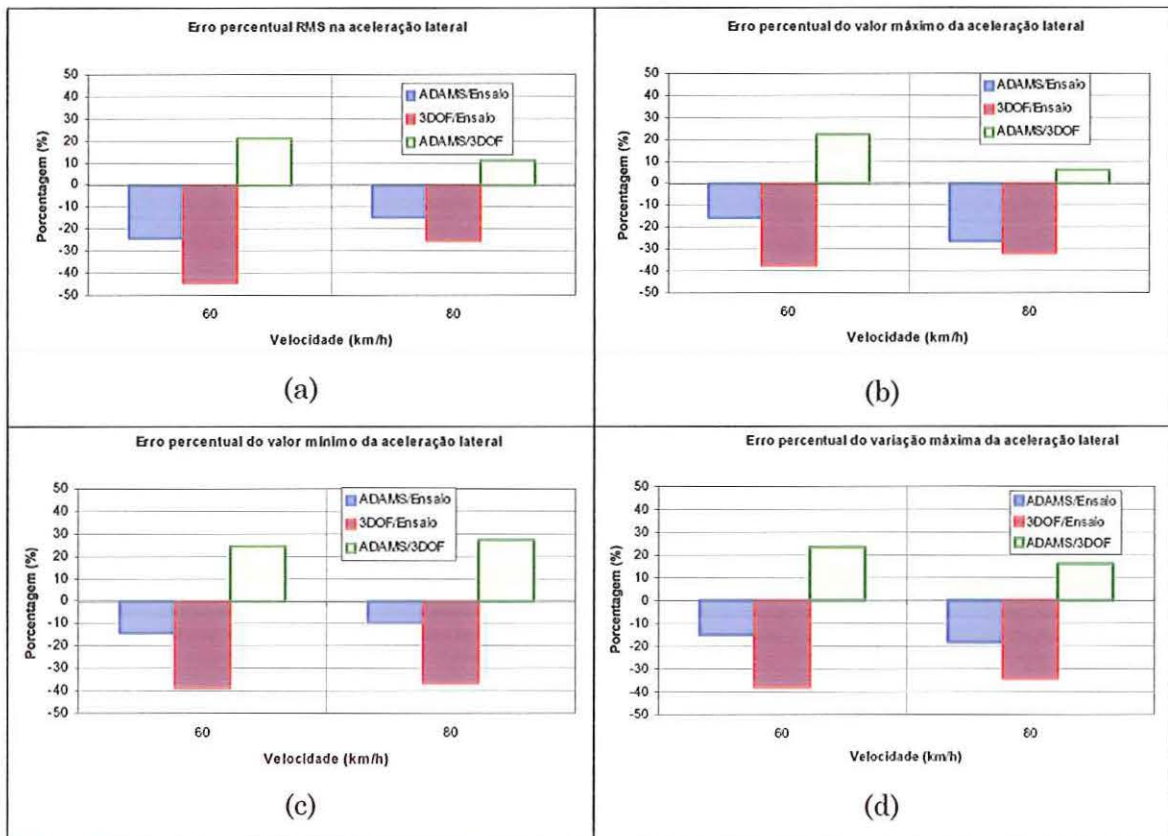 Erro percentual RMS na aceleração lateral
50
40
30
20
10
0
-10
-20
-30
-40
-50
Porcentagem (%)
ADAMS/Ensaio
3DOF/Ensaio
ADAMS/3DOF
60 80
Velocidade (km/h)
(a)
Erro percentual do valor máximo da aceleração lateral
50
40
30
20
10
0
-10
-20
-30
-40
-50
Porcentagem (%)
ADAMS/Ensaio
3DOF/Ensaio
ADAMS/3DOF
60 80
Velocidade (km/h)
(b)
Erro percentual do valor mínimo da aceleração lateral
50
40
30
20
10
0
-10
-20
-30
-40
-50
Porcentagem (%)
ADAMS/Ensaio
3DOF/Ensaio
ADAMS/3DOF
60 80
Velocidade (km/h)
(c)
Erro percentual do variação máxima da aceleração lateral
50
40
30
20
10
0
-10
-20
-30
-40
-50
Porcentagem (%)
ADAMS/Ensaio
3DOF/Ensaio
ADAMS/3DOF
60 80
Velocidade (km/h)
(d)